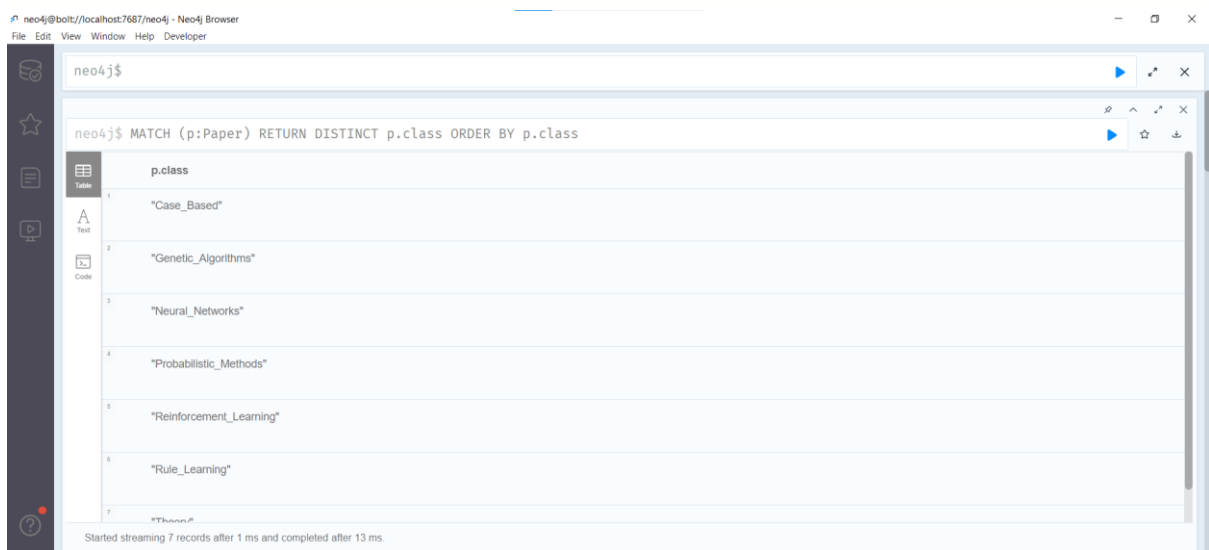 neo4j@bolt://localhost:7687/neo4j - Neo4j Browser
File Edit View Window Help Developer
neo4j$
neo4j$ MATCH (p:Paper) RETURN DISTINCT p.class ORDER BY p.class
Table
p.class
1
"Case_Based"
Text
2
"Genetic_Algorithms"
Code
3
"Neural_Networks"
4
"Probabilistic_Methods"
5
"Reinforcement_Learning"
6
"Rule_Learning"
7
"Theory"
Started streaming 7 records after 1 ms and completed after 13 ms.